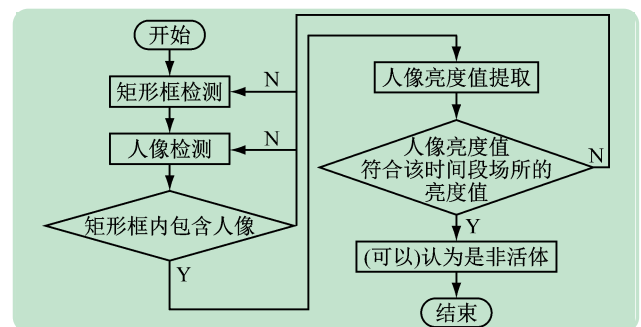 开始
矩形框检测
N
人像检测
N
矩形框内包含人像
Y
人像亮度值提取
人像亮度值
符合该时间段场所的
亮度值
N
Y
(可以)认为是非活体
结束